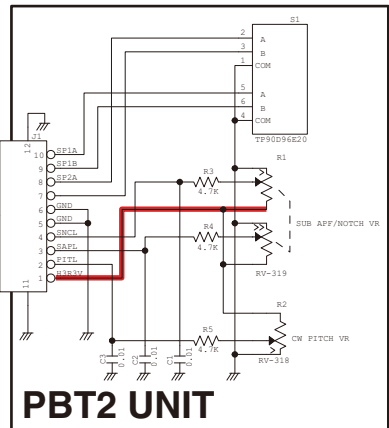 S1
2 A
3 B
1 COM
5 A
6 B
4 COM
TP90D96E20
J1
12
10 SP1A
9 SP1B
8 SP2A
7
6 GND
5 GND
4 SNCL
3 SAPL
2 PITL
1 H3R3V
11
R3
4.7K
R1
R4
4.7K
SUB APF/NOTCH VR
RV-319
R2
R5
4.7K
CW PITCH VR
RV-318
C3
0.01
C2
0.01
C1
0.01
PBT2 UNIT